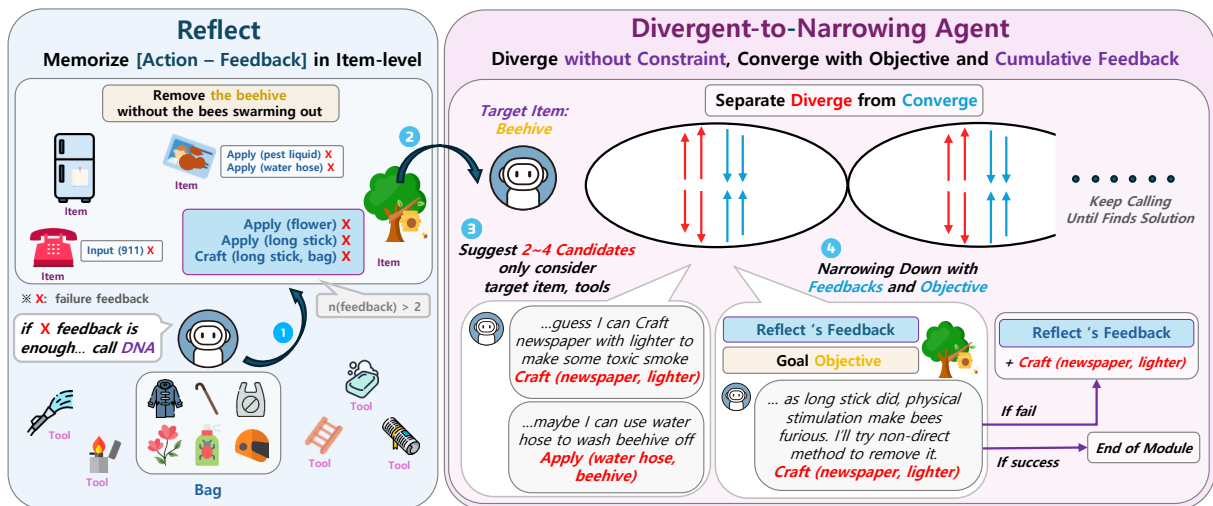 Reflect
Memorize [Action – Feedback] in Item-level
Remove the beehive
without the bees swarming out
Item
Item
Apply (pest liquid) X
Apply (water hose) X
Item
Input (911) X
Apply (flower) X
Apply (long stick) X
Craft (long stick, bag) X
Item
※ X: failure feedback
n(feedback) > 2
if X feedback is
enough... call DNA
1
2
Tool
Tool
Tool
Tool
Tool
Bag
Divergent-to-Narrowing Agent
Diverge without Constraint, Converge with Objective and Cumulative Feedback
Separate Diverge from Converge
Target Item:
Beehive
3
Suggest 2~4 Candidates
only consider
target item, tools
4
Narrowing Down with
Feedbacks and Objective
Keep Calling
Until Finds Solution
...guess I can Craft
newspaper with lighter to
make some toxic smoke
Craft (newspaper, lighter)
...maybe I can use water
hose to wash beehive off
Apply (water hose,
beehive)
Reflect 's Feedback
Goal Objective
... as long stick did, physical
stimulation make bees
furious. I'll try non-direct
method to remove it.
Craft (newspaper, lighter)
Reflect 's Feedback
+ Craft (newspaper, lighter)
If fail
If success
End of Module